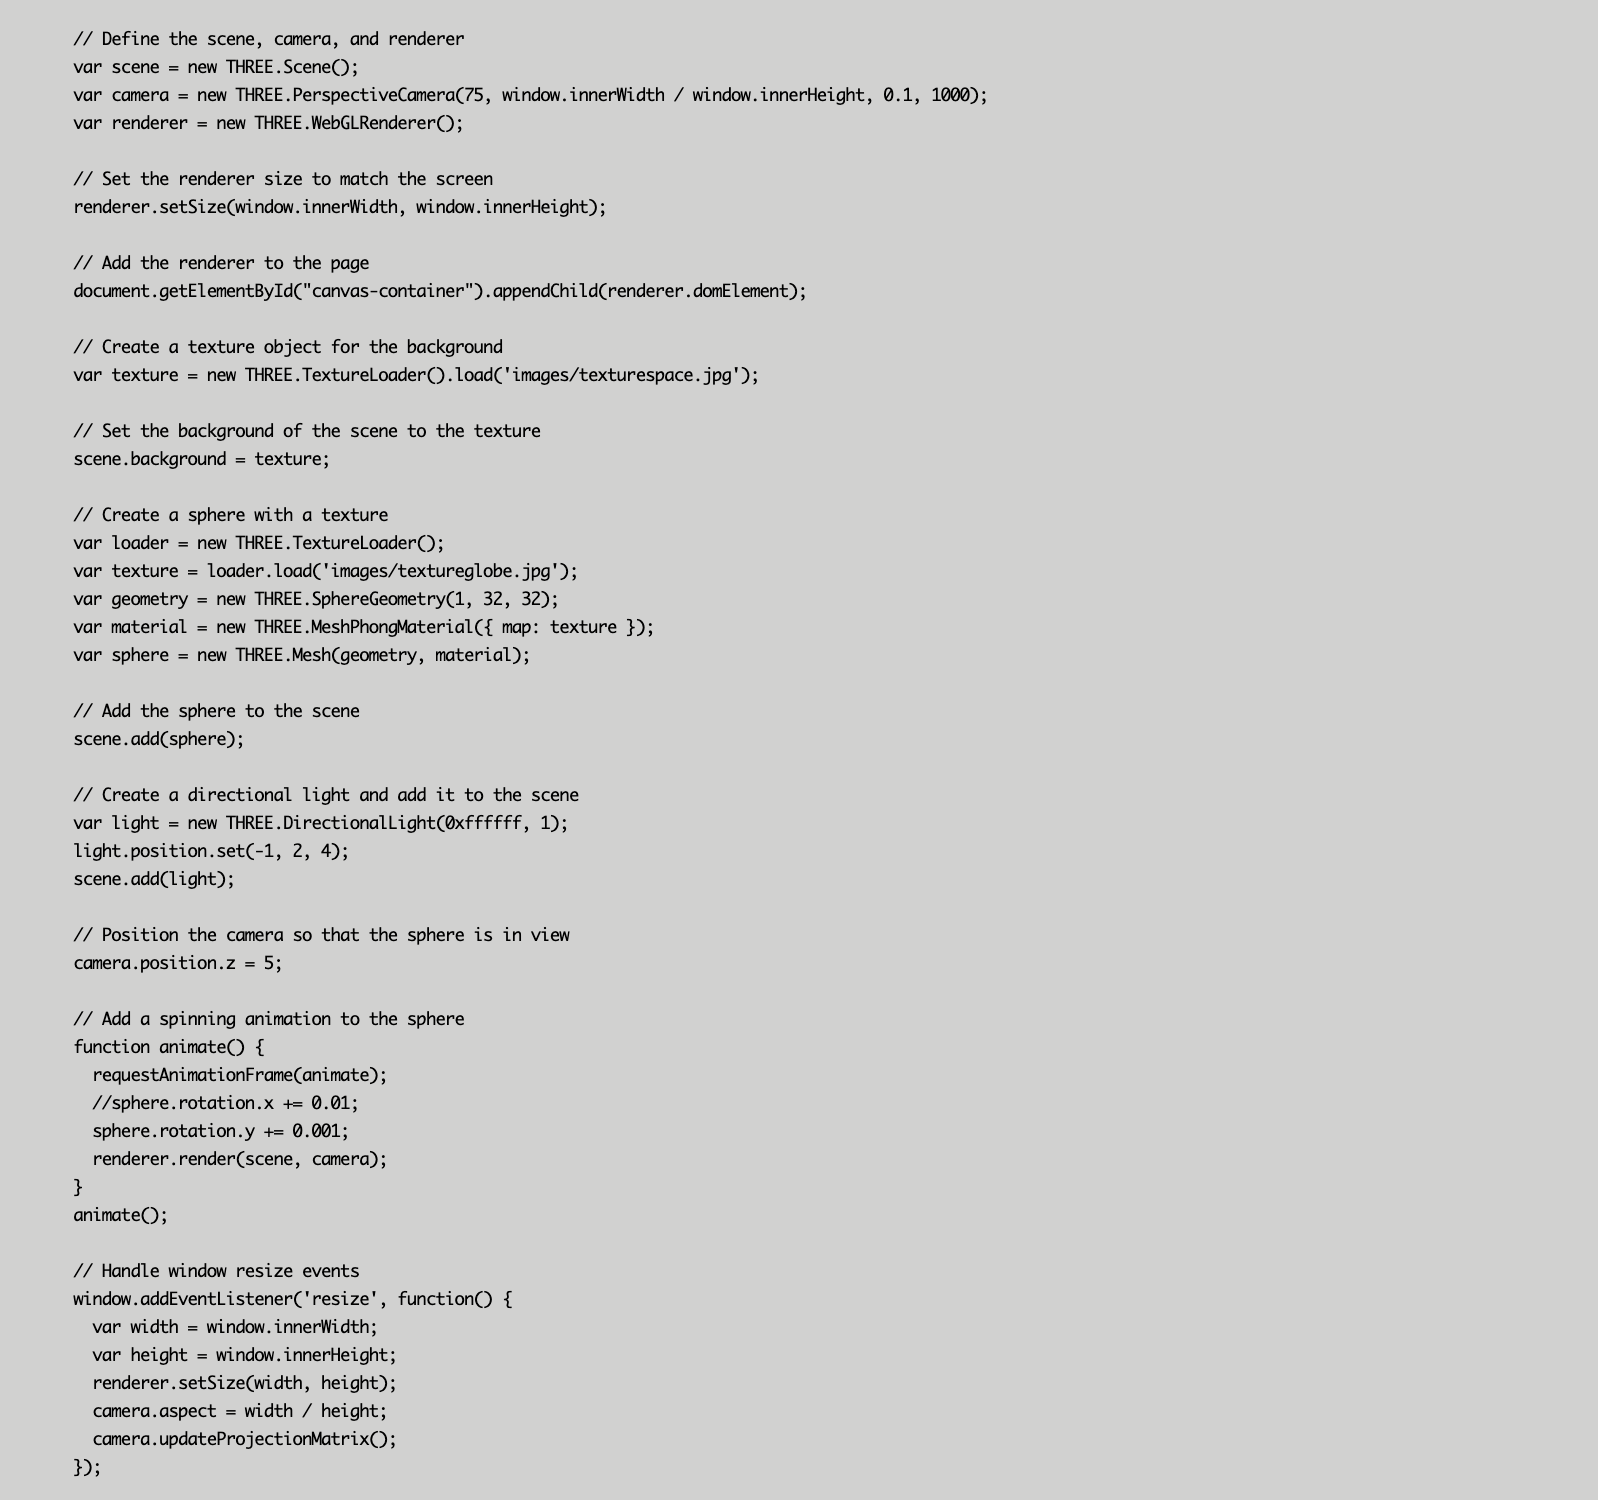 // Define the scene, camera, and renderer
var scene = new THREE.Scene();
var camera = new THREE.PerspectiveCamera(75, window.innerWidth / window.innerHeight, 0.1, 1000);
var renderer = new THREE.WebGLRenderer();

// Set the renderer size to match the screen
renderer.setSize(window.innerWidth, window.innerHeight);

// Add the renderer to the page
document.getElementById("canvas-container").appendChild(renderer.domElement);

// Create a texture object for the background
var texture = new THREE.TextureLoader().load('images/texturespace.jpg');

// Set the background of the scene to the texture
scene.background = texture;

// Create a sphere with a texture
var loader = new THREE.TextureLoader();
var texture = loader.load('images/textureglobe.jpg');
var geometry = new THREE.SphereGeometry(1, 32, 32);
var material = new THREE.MeshPhongMaterial({ map: texture });
var sphere = new THREE.Mesh(geometry, material);

// Add the sphere to the scene
scene.add(sphere);

// Create a directional light and add it to the scene
var light = new THREE.DirectionalLight(0xffffff, 1);
light.position.set(-1, 2, 4);
scene.add(light);

// Position the camera so that the sphere is in view
camera.position.z = 5;

// Add a spinning animation to the sphere
function animate() {
  requestAnimationFrame(animate);
  //sphere.rotation.x += 0.01;
  sphere.rotation.y += 0.001;
  renderer.render(scene, camera);
}
animate();

// Handle window resize events
window.addEventListener('resize', function() {
  var width = window.innerWidth;
  var height = window.innerHeight;
  renderer.setSize(width, height);
  camera.aspect = width / height;
  camera.updateProjectionMatrix();
});